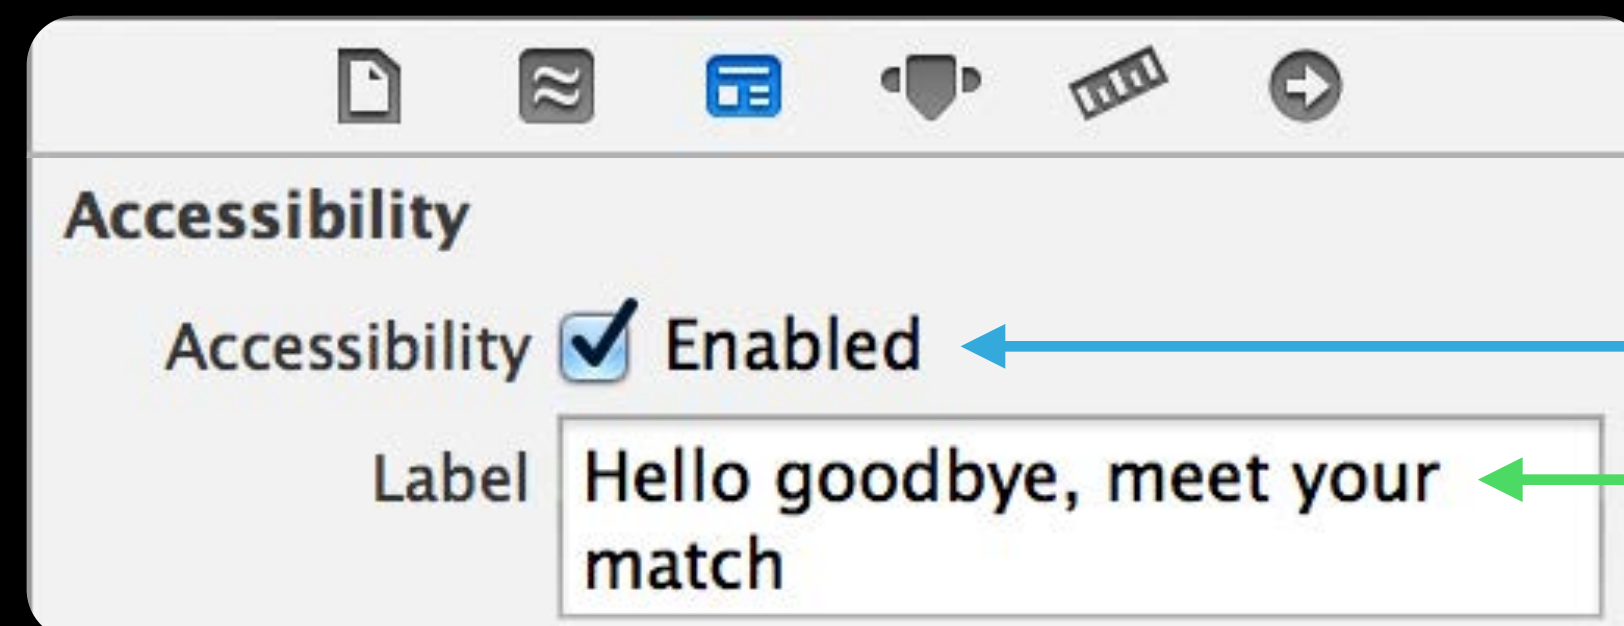 Accessibility
Accessibility Enabled
Label Hello goodbye, meet your
match